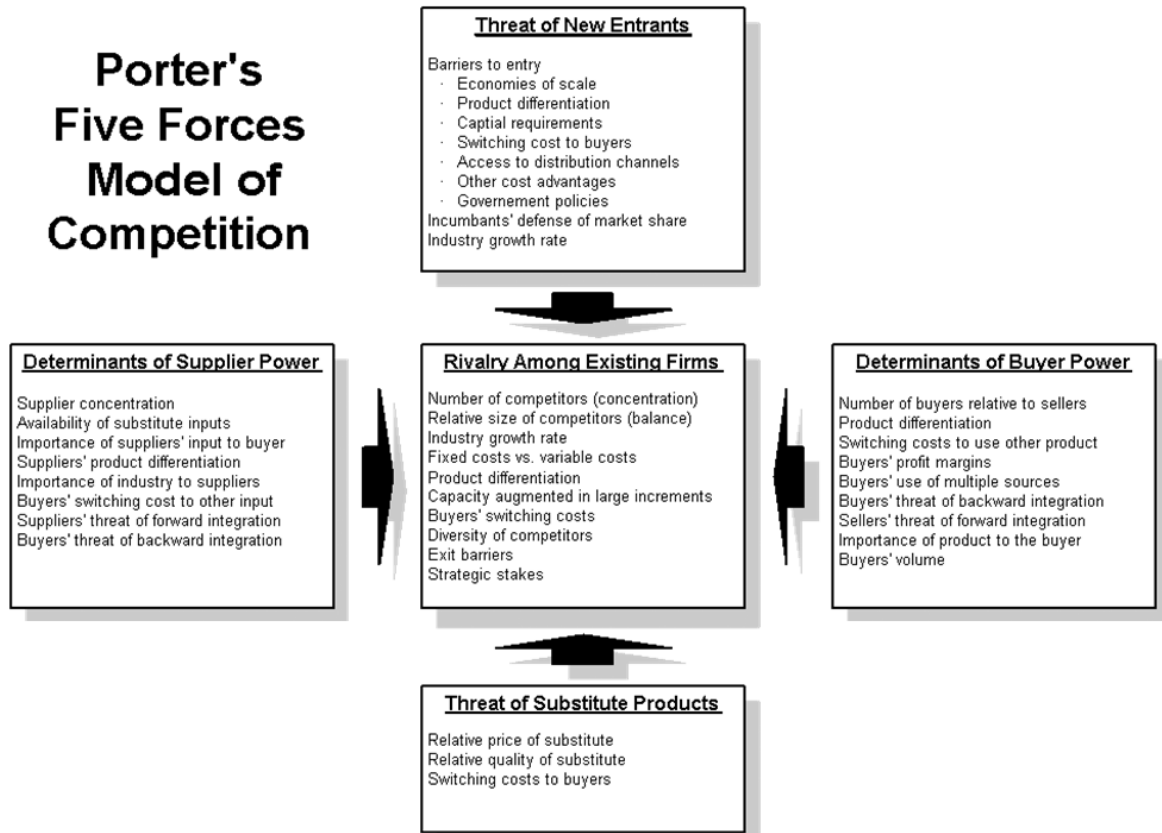 Porter's
Five Forces
Model of
Competition
Threat of New Entrants
Barriers to entry
· Economies of scale
· Product differentiation
· Captial requirements
· Switching cost to buyers
· Access to distribution channels
· Other cost advantages
· Governement policies
Incumbants' defense of market share
Industry growth rate
Determinants of Supplier Power
Supplier concentration
Availability of substitute inputs
Importance of suppliers' input to buyer
Suppliers' product differentiation
Importance of industry to suppliers
Buyers' switching cost to other input
Suppliers' threat of forward integration
Buyers' threat of backward integration
Rivalry Among Existing Firms
Number of competitors (concentration)
Relative size of competitors (balance)
Industry growth rate
Fixed costs vs. variable costs
Product differentiation
Capacity augmented in large increments
Buyers' switching costs
Diversity of competitors
Exit barriers
Strategic stakes
Determinants of Buyer Power
Number of buyers relative to sellers
Product differentiation
Switching costs to use other product
Buyers' profit margins
Buyers' use of multiple sources
Buyers' threat of backward integration
Sellers' threat of forward integration
Importance of product to the buyer
Buyers' volume
Threat of Substitute Products
Relative price of substitute
Relative quality of substitute
Switching costs to buyers